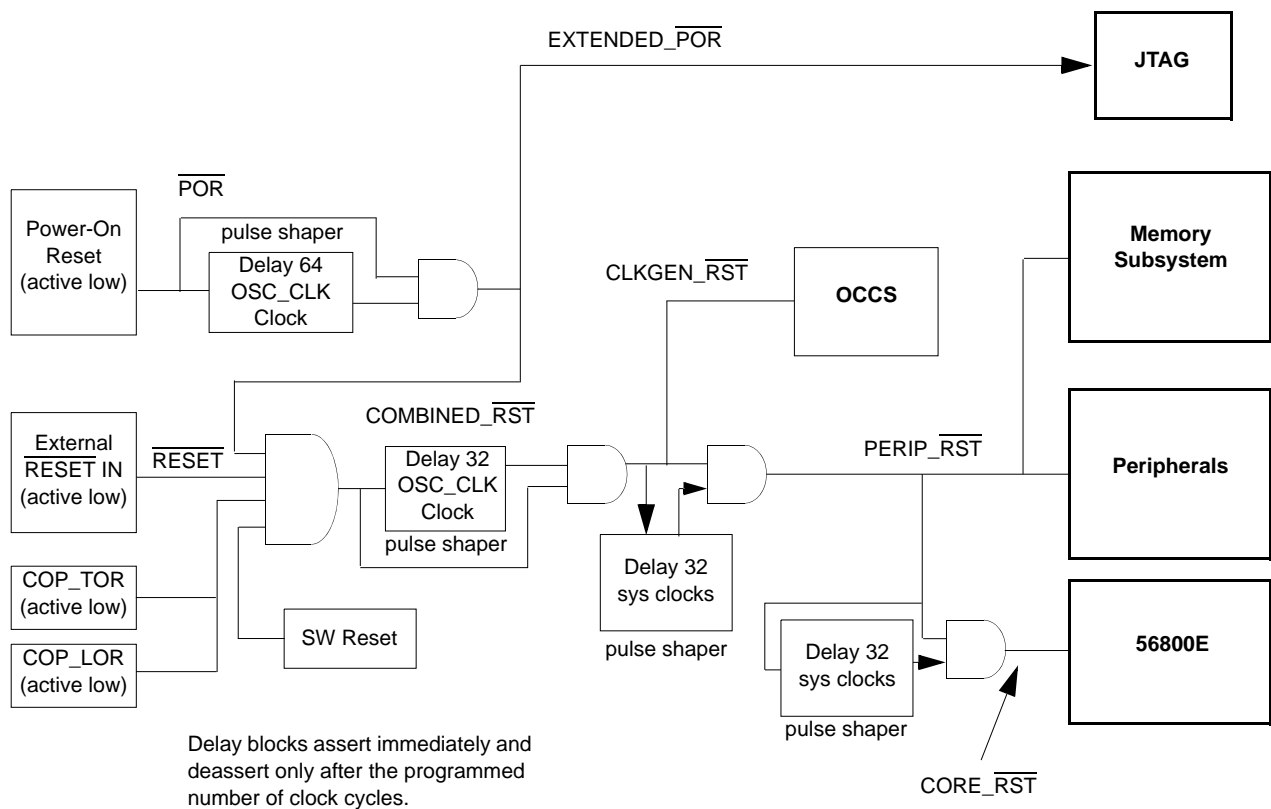 EXTENDED_POR
JTAG
POR
Power-On
Reset
(active low)
pulse shaper
Delay 64
OSC_CLK
Clock
CLKGEN_RST
OCCS
Memory
Subsystem
External
RESET IN
(active low)
RESET
COMBINED_RST
Delay 32
OSC_CLK
Clock
pulse shaper
PERIP_RST
Peripherals
COP_TOR
(active low)
SW Reset
COP_LOR
(active low)
Delay 32
sys clocks
pulse shaper
Delay 32
sys clocks
pulse shaper
56800E
CORE_RST
Delay blocks assert immediately and
deassert only after the programmed
number of clock cycles.